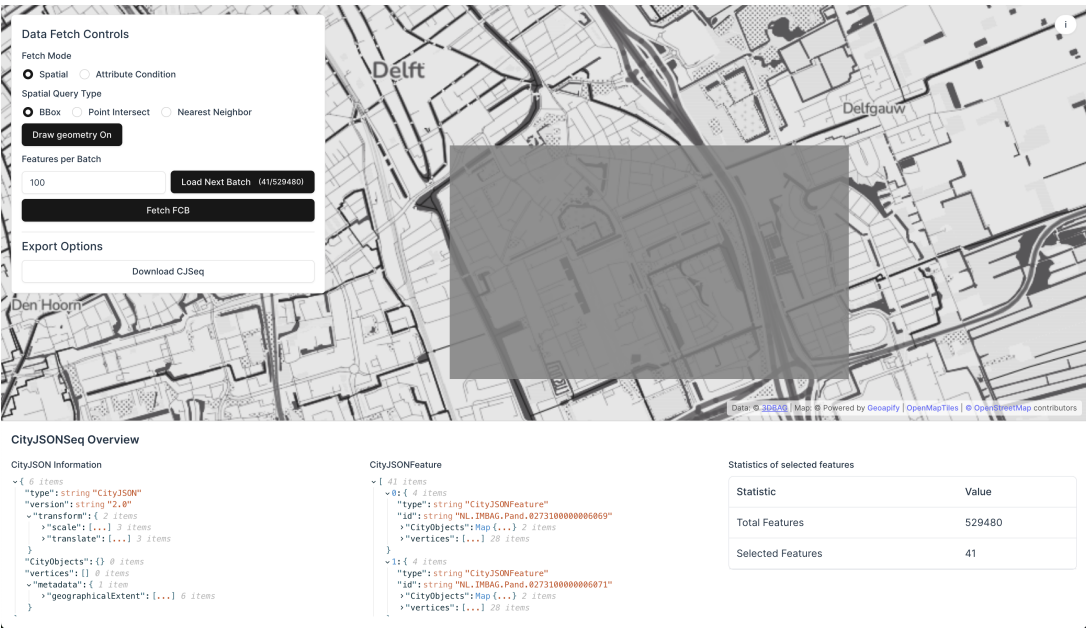 Data Fetch Controls
Fetch Mode
Spatial Attribute Condition
Spatial Query Type
BBox Point Intersect Nearest Neighbor
Draw geometry On
Features per Batch
100 Load Next Batch (41/529480)
Fetch FCB
Export Options
Download CJSeq
i
Delft
Delfgauw
Den Hoorn
Data: © 3DBAG | Map: © Powered by Geoapify | OpenMapTiles | © OpenStreetMap contributors
CityJSONSeq Overview
CityJSON Information
{ 6 items
"type": string "CityJSON"
"version": string "2.0"
"transform": { 2 items
"scale": [...] 3 items
"translate": [...] 3 items
}
"CityObjects": {} 0 items
"vertices": [] 0 items
"metadata": { 1 item
"geographicalExtent": [...] 6 items
}
CityJSONFeature
[ 41 items
0: { 4 items
"type": string "CityJSONFeature"
"id": string "NL.IMBAG.Pand.0273100000006069"
"CityObjects": Map {...} 2 items
"vertices": [...] 28 items
}
1: { 4 items
"type": string "CityJSONFeature"
"id": string "NL.IMBAG.Pand.0273100000006071"
"CityObjects": Map {...} 2 items
"vertices": [...] 28 items
Statistics of selected features
Statistic Value
Total Features 529480
Selected Features 41